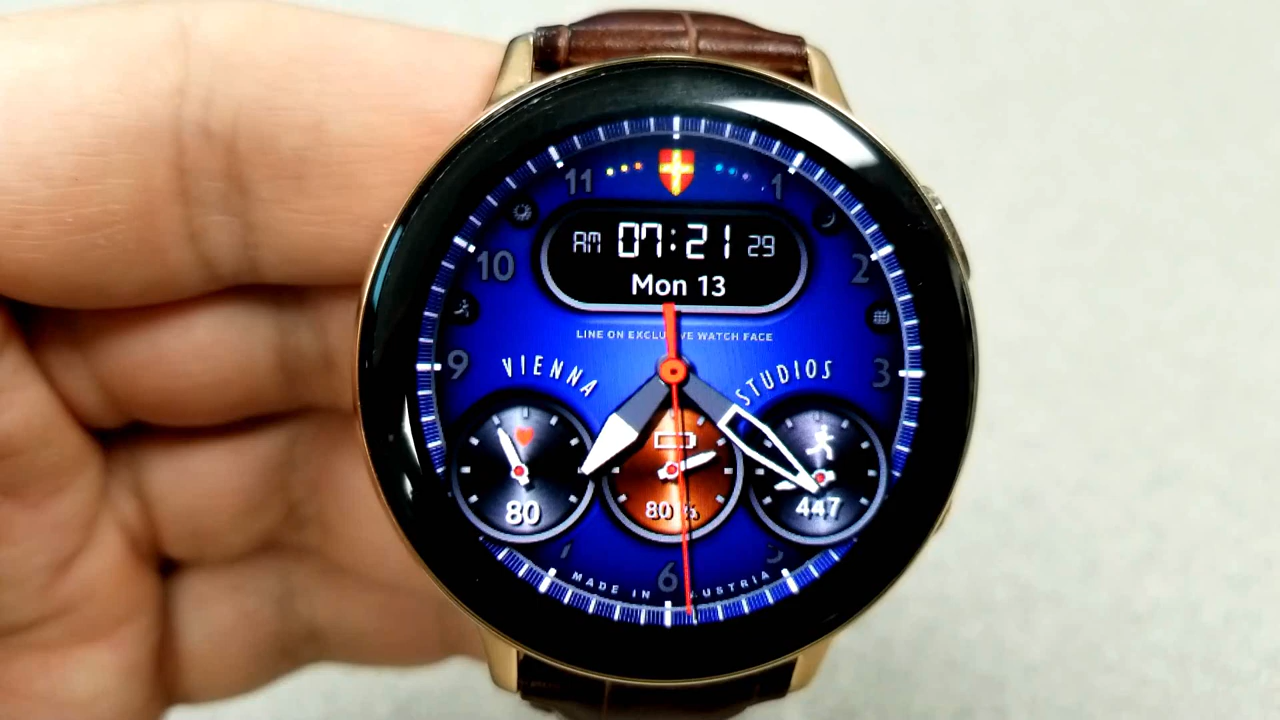 11 1
AM 07:21 29
Mon 13
10 2
LINE ON EXCLUSIVE WATCH FACE
9 VIENNA STUDIOS 3
80 80 % 447
6
MADE IN AUSTRIA